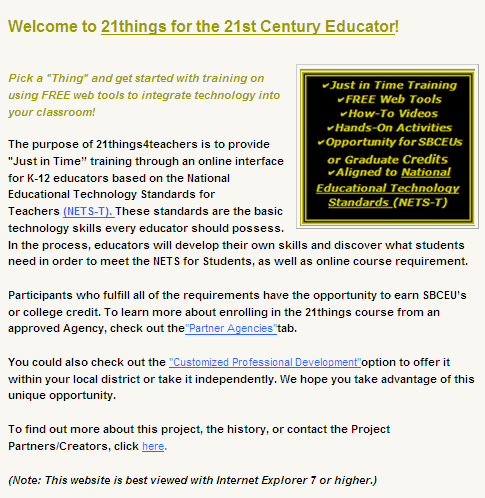 Welcome to 21things for the 21st Century Educator!
Pick a "Thing" and get started with training on
using FREE web tools to integrate technology into
your classroom!
✔Just in Time Training
✔FREE Web Tools
✔How-To Videos
✔Hands-On Activities
✔Opportunity for SBCEUs
or Graduate Credits
✔Aligned to National
Educational Technology
Standards (NETS-T)
The purpose of 21things4teachers is to provide
"Just in Time" training through an online interface
for K-12 educators based on the National
Educational Technology Standards for
Teachers (NETS-T). These standards are the basic
technology skills every educator should possess.
In the process, educators will develop their own skills and discover what students
need in order to meet the NETS for Students, as well as online course requirement.
Participants who fulfill all of the requirements have the opportunity to earn SBCEU's
or college credit. To learn more about enrolling in the 21things course from an
approved Agency, check out the"Partner Agencies"tab.
You could also check out the "Customized Professional Development"option to offer it
within your local district or take it independently. We hope you take advantage of this
unique opportunity.
To find out more about this project, the history, or contact the Project
Partners/Creators, click here.
(Note: This website is best viewed with Internet Explorer 7 or higher.)